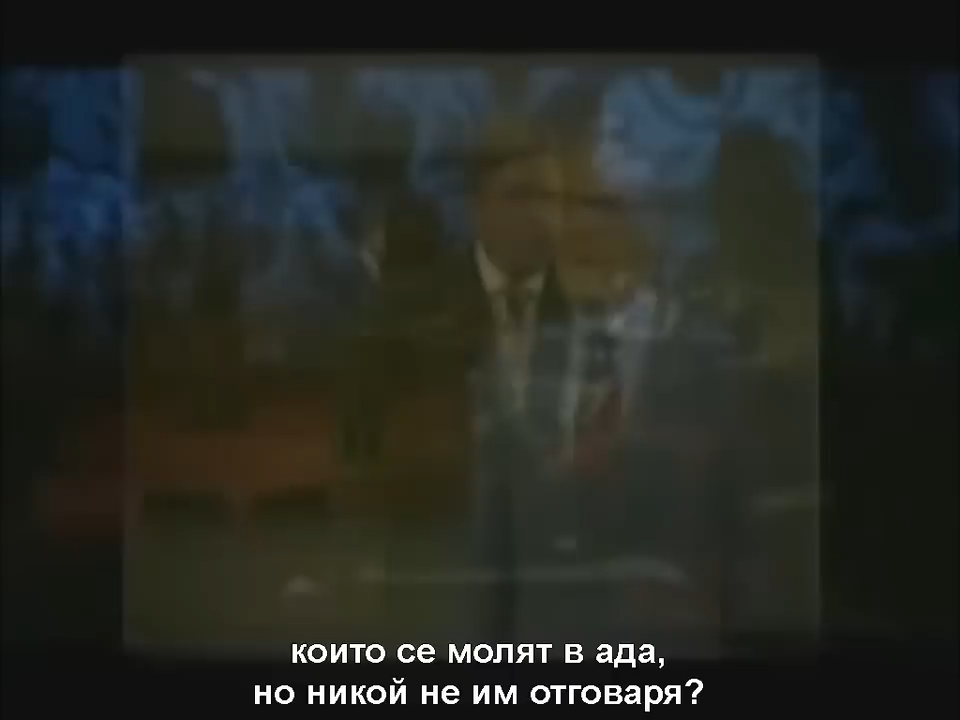 които се молят в ада,
но никой не им отговаря?